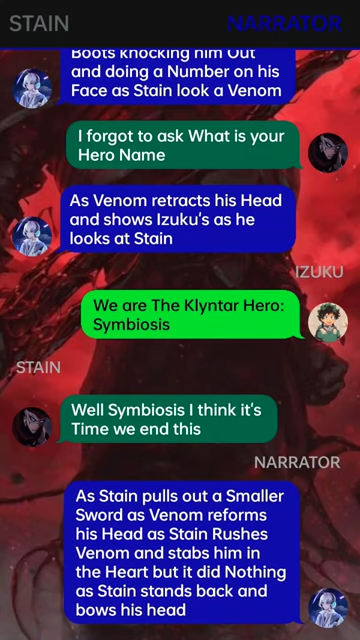 STAIN
NARRATOR
Boots knocking him Out
and doing a Number on his
Face as Stain look a Venom
I forgot to ask What is your
Hero Name
As Venom retracts his Head
and shows Izuku's as he
looks at Stain
IZUKU
We are The Klyntar Hero:
Symbiosis
STAIN
Well Symbiosis I think it's
Time we end this
NARRATOR
As Stain pulls out a Smaller
Sword as Venom reforms
his Head as Stain Rushes
Venom and stabs him in
the Heart but it did Nothing
as Stain stands back and
bows his head